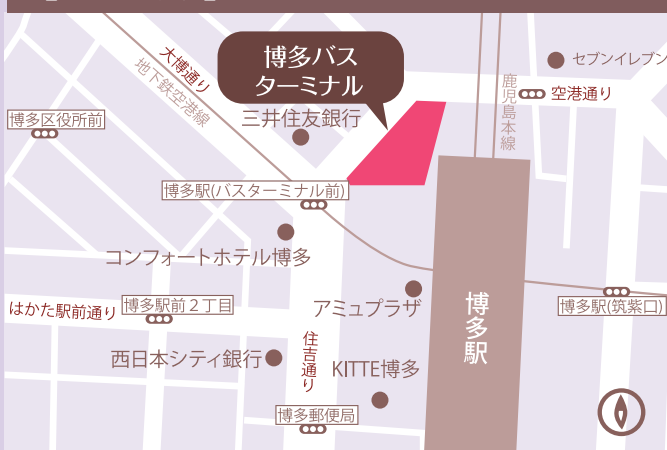 博多バス
ターミナル
セブンイレブン
大博通り
地下鉄空港線
鹿児島本線
空港通り
三井住友銀行
博多区役所前
博多駅(バスターミナル前)
コンフォートホテル博多
はかた駅前通り
博多駅前2丁目
アミュプラザ
博多駅
博多駅(筑紫口)
住吉通り
西日本シティ銀行
KITTE博多
博多郵便局